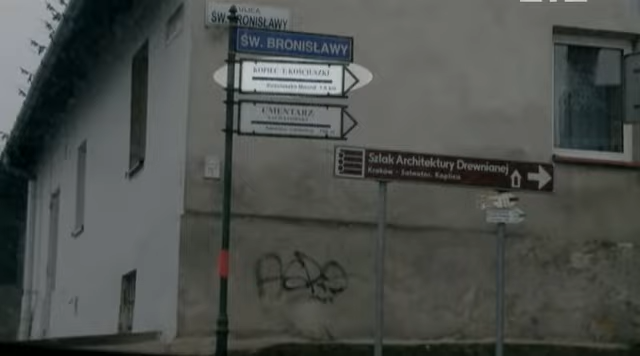 ULICA
ŚW. BRONISŁAWY
ŚW. BRONISŁAWY
KOPIEC T. KOŚCIUSZKI
CMENTARZ
Szlak Architektury Drewnianej
Kraków - Salwator, Kaplica